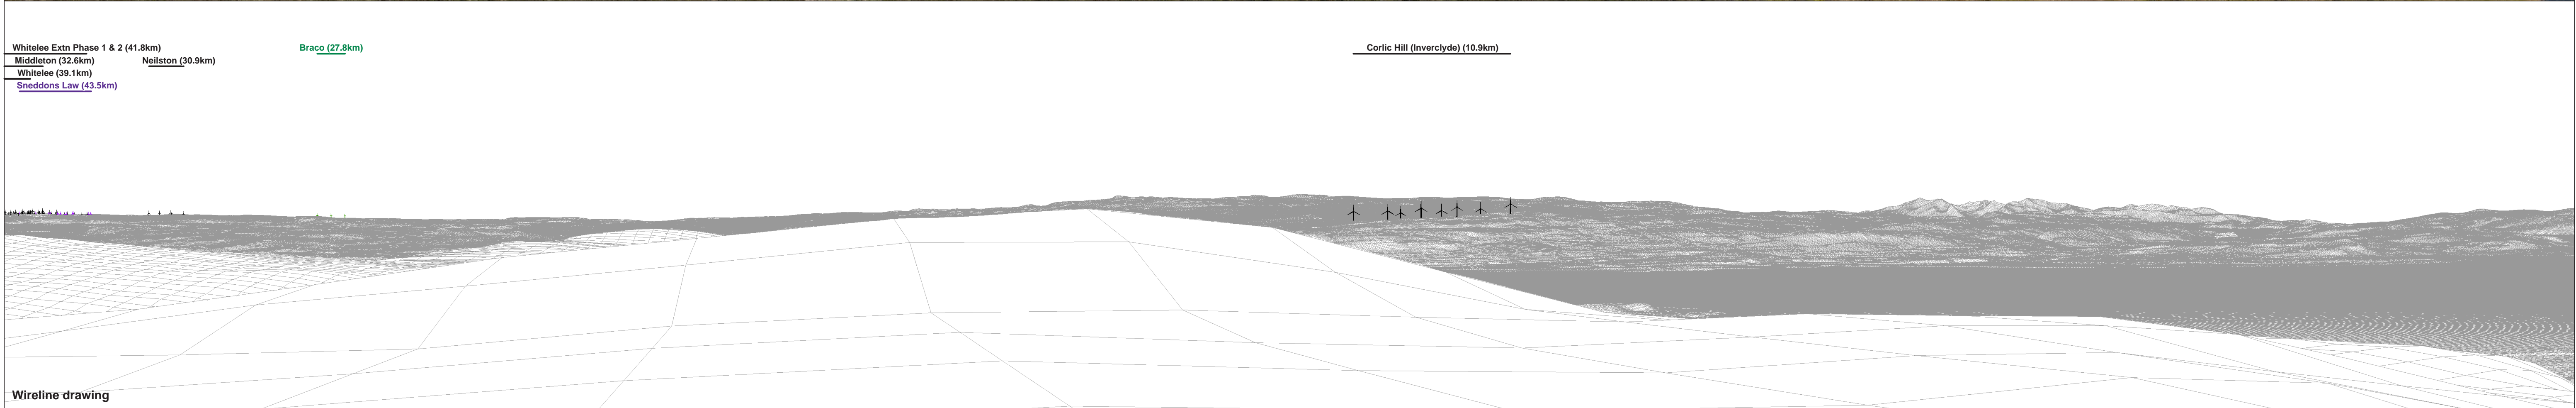 Whitelee Extn Phase 1 & 2 (41.8km)
Middleton (32.6km)
Whitelee (39.1km)
Sneddons Law (43.5km)
Neilston (30.9km)
Braco (27.8km)
Corlic Hill (Inverclyde) (10.9km)
Wireline drawing